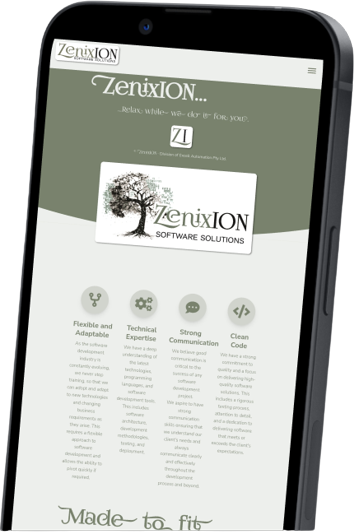 ZenixION
SOFTWARE SOLUTIONS
ZenixION...
...Relax, while we do it for you?
ZI
ZenixION
SOFTWARE SOLUTIONS
Flexible and
Adaptable
Technical
Expertise
Strong
Communication
Clean
Code
As the software
development
industry is
constantly evolving
we never stop
training, so that we
can adapt and adopt
to new technologies
and changing
business
requirements as
they arise. This
requires a flexible
approach to
software
development and
allows the ability to
pivot quickly if
required.
We have a deep
understanding of
the latest
technologies,
programming
languages, and
software
development tools.
This includes
software
architecture,
development
methodologies,
testing, and
deployment.
We believe good
communication is
critical to the
success of any
software
development
project.
We aspire to have
strong
communication
skills, ensuring that
we understand our
client's needs and
always
communicate clearly
and effectively
throughout the
development
process and beyond.
We have a strong
commitment to
quality and a focus
on delivering high-
quality software
solutions. This
includes a rigorous
testing process,
attention to detail,
and a dedication to
delivering software
that meets or
exceeds the client's
expectations.
Made to fit